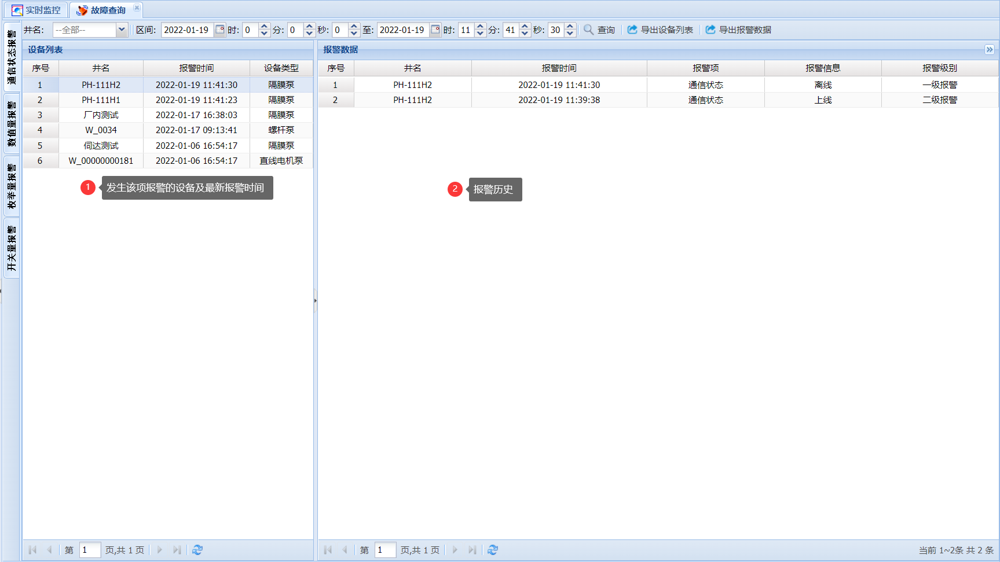 实时监控 故障查询
井名: --全部-- 区间: 2022-01-19 时: 0 分: 0 秒: 0 至: 2022-01-19 时: 11 分: 41 秒: 30 查询 导出设备列表 导出报警数据
通信状态报警
数值量报警
枚举量报警
开关量报警
设备列表
序号 井名 报警时间 设备类型
1 PH-111H2 2022-01-19 11:41:30 隔膜泵
2 PH-111H1 2022-01-19 11:41:23 隔膜泵
3 厂内测试 2022-01-17 16:38:03 隔膜泵
4 W_0034 2022-01-17 09:13:41 螺杆泵
5 伺达测试 2022-01-06 16:54:17 隔膜泵
6 W_00000000181 2022-01-06 16:54:17 直线电机泵
1 发生该项报警的设备及最新报警时间
第 1 页,共 1 页
报警数据
序号 井名 报警时间 报警项 报警信息 报警级别
1 PH-111H2 2022-01-19 11:41:30 通信状态 离线 一级报警
2 PH-111H2 2022-01-19 11:39:38 通信状态 上线 二级报警
2 报警历史
第 1 页,共 1 页
当前 1~2条 共 2 条